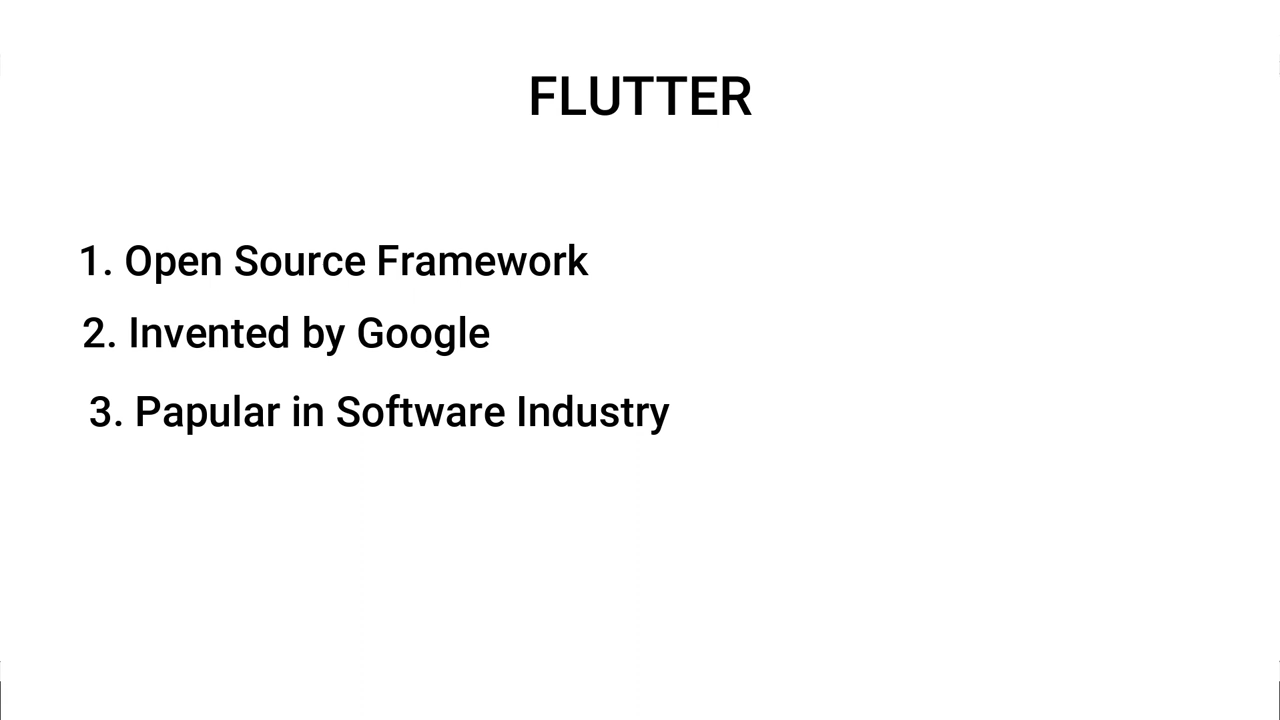 FLUTTER
1. Open Source Framework
2. Invented by Google
3. Papular in Software Industry